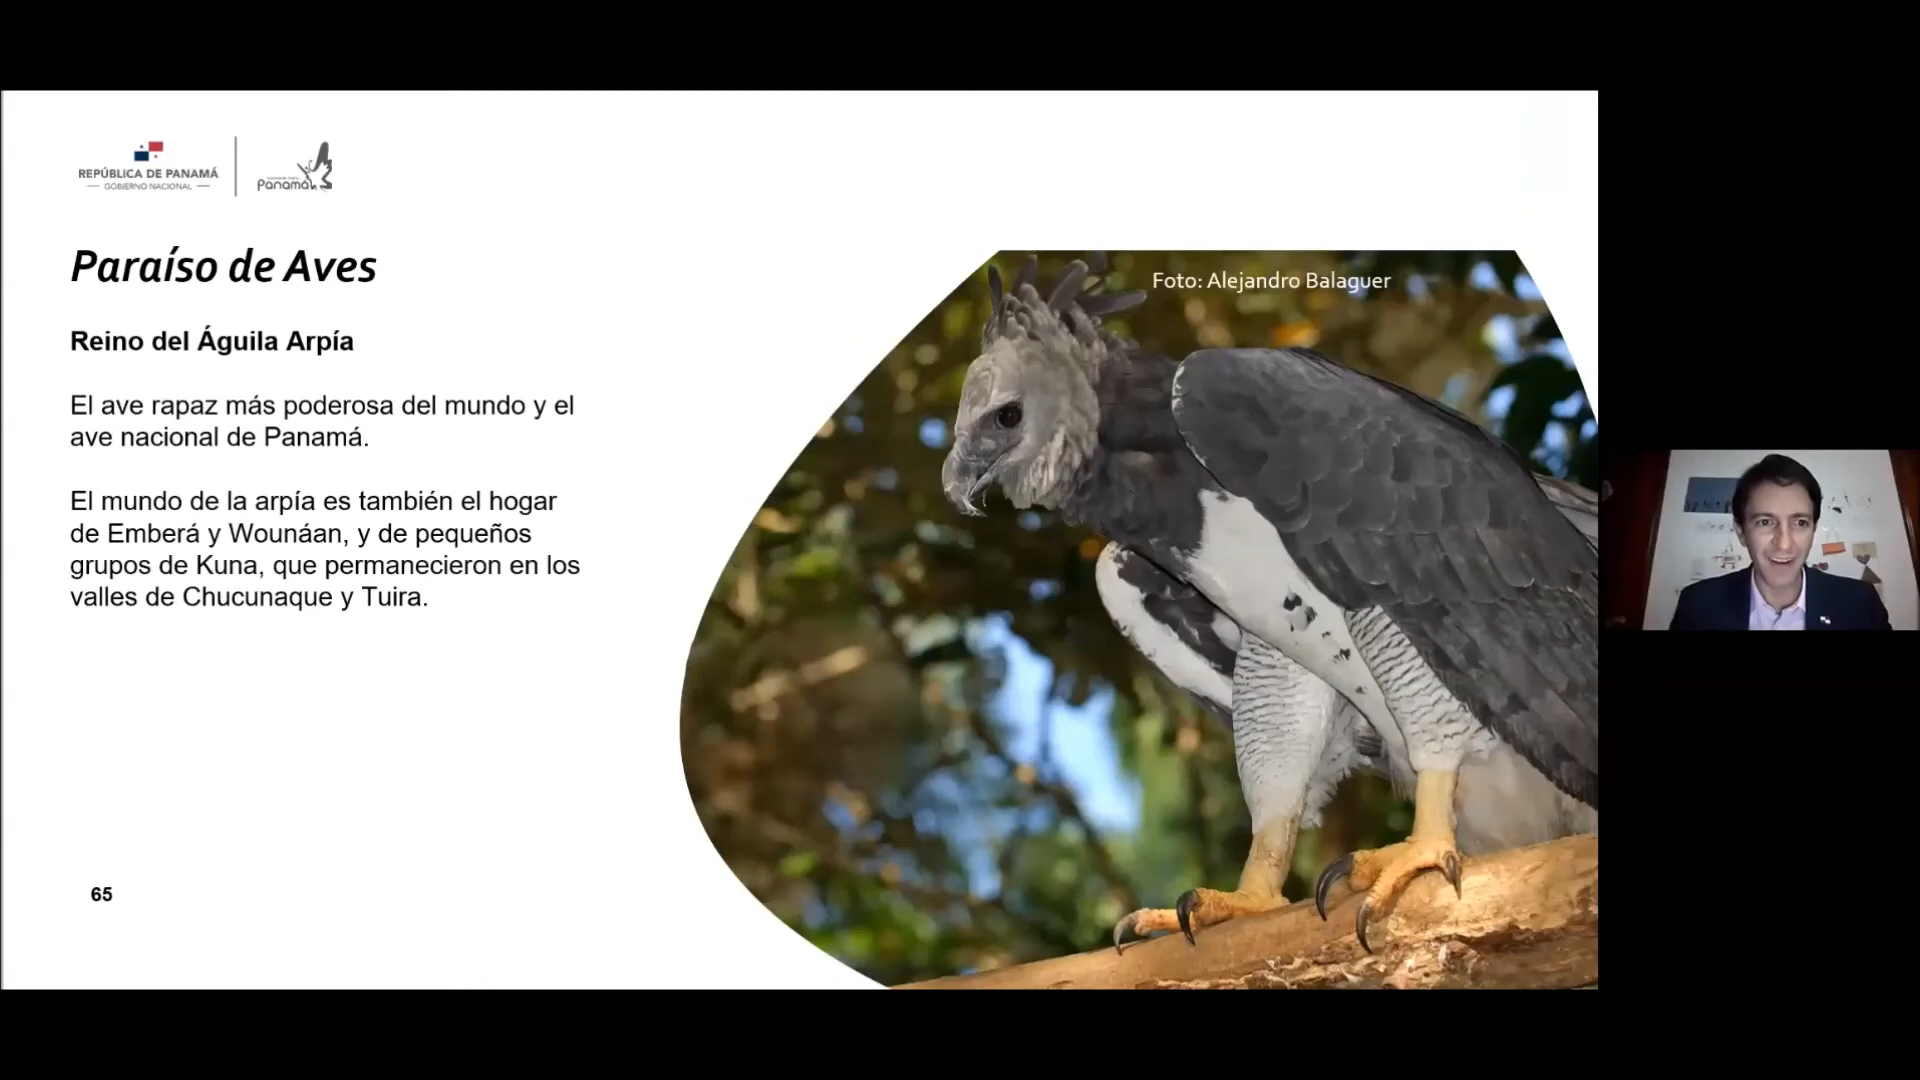 REPÚBLICA DE PANAMÁ
GOBIERNO NACIONAL
Panamá
Paraíso de Aves
Foto: Alejandro Balaguer
Reino del Águila Arpía
El ave rapaz más poderosa del mundo y el
ave nacional de Panamá.
El mundo de la arpía es también el hogar
de Emberá y Wounáan, y de pequeños
grupos de Kuna, que permanecieron en los
valles de Chucunaque y Tuira.
65